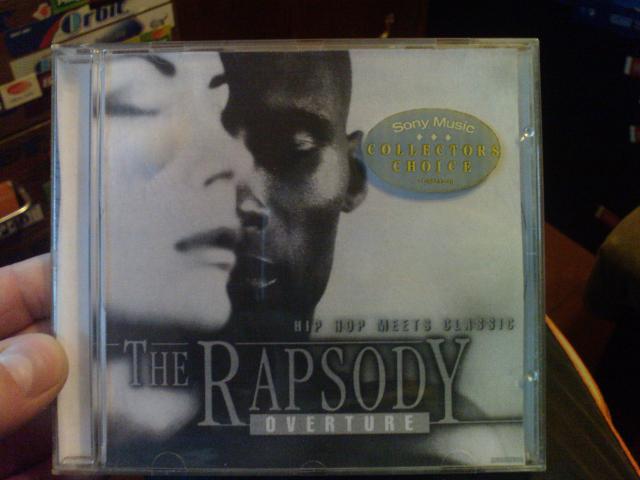 Orbit
Sony Music
COLLECTORS
CHOICE
HIP HOP MEETS CLASSIC
THE RAPSODY
OVERTURE